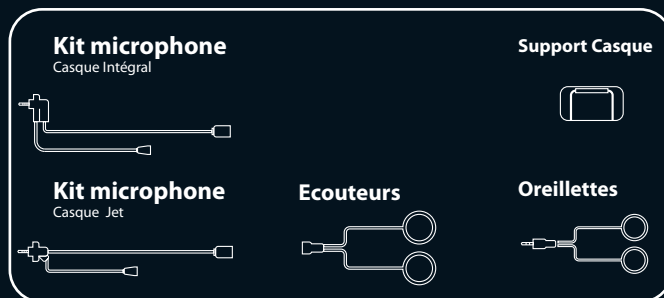 Kit microphone
Casque Intégral
Support Casque
Kit microphone
Casque Jet
Ecouteurs
Oreillettes